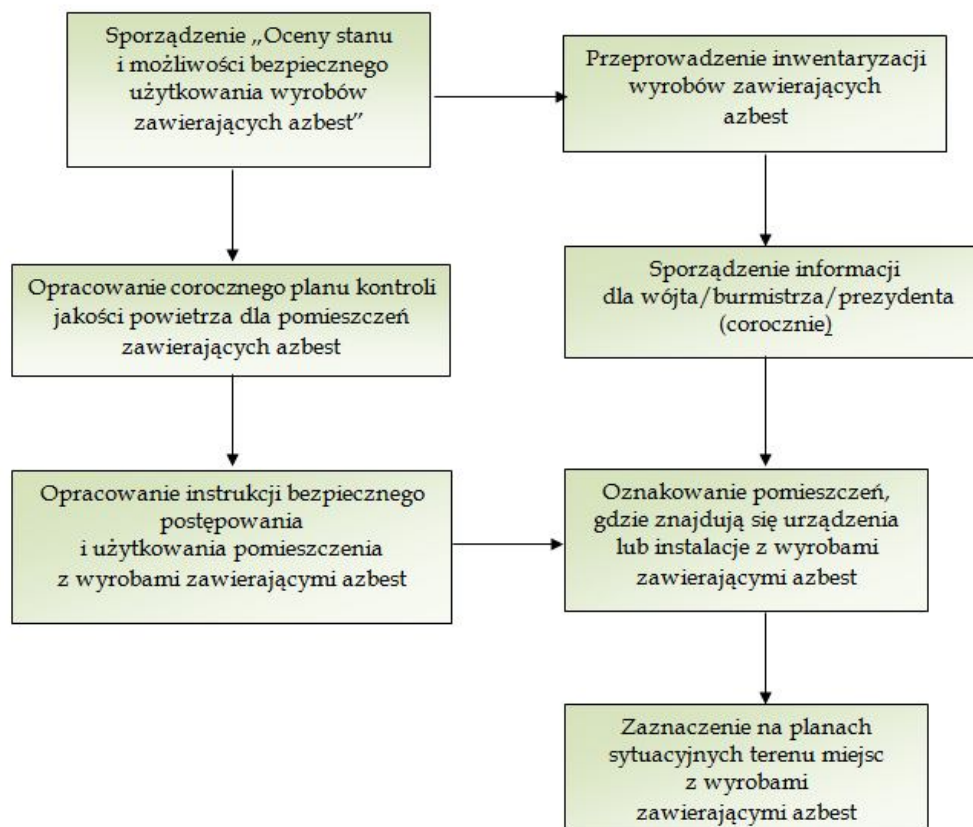 Sporządzenie „Oceny stanu
i możliwości bezpiecznego
użytkowania wyrobów
zawierających azbest”
Przeprowadzenie inwentaryzacji
wyrobów zawierających
azbest
Opracowanie corocznego planu kontroli
jakości powietrza dla pomieszczeń
zawierających azbest
Sporządzenie informacji
dla wójta/burmistrza/prezydenta
(corocznie)
Opracowanie instrukcji bezpiecznego
postępowania
i użytkowania pomieszczenia
z wyrobami zawierającymi azbest
Oznakowanie pomieszczeń,
gdzie znajdują się urządzenia
lub instalacje z wyrobami
zawierającymi azbest
Zaznaczenie na planach
sytuacyjnych terenu miejsc
z wyrobami
zawierającymi azbest